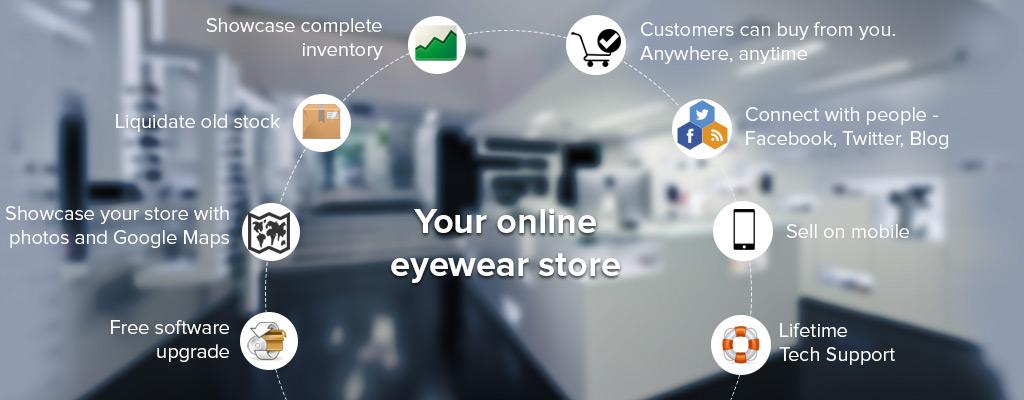 Showcase complete
inventory
Customers can buy from you.
Anywhere, anytime
Liquidate old stock
Connect with people -
Facebook, Twitter, Blog
Showcase your store with
photos and Google Maps
Your online
eyewear store
Sell on mobile
Free software
upgrade
Lifetime
Tech Support